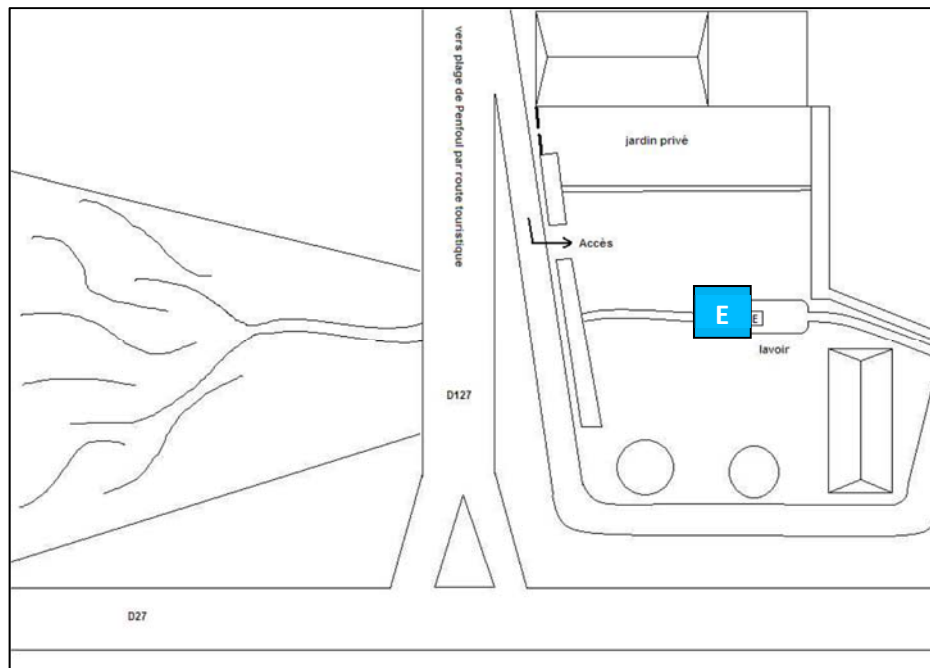 vers plage de Penfoul par route touristique
jardin privé
Accès
E
E
lavoir
D127
D27